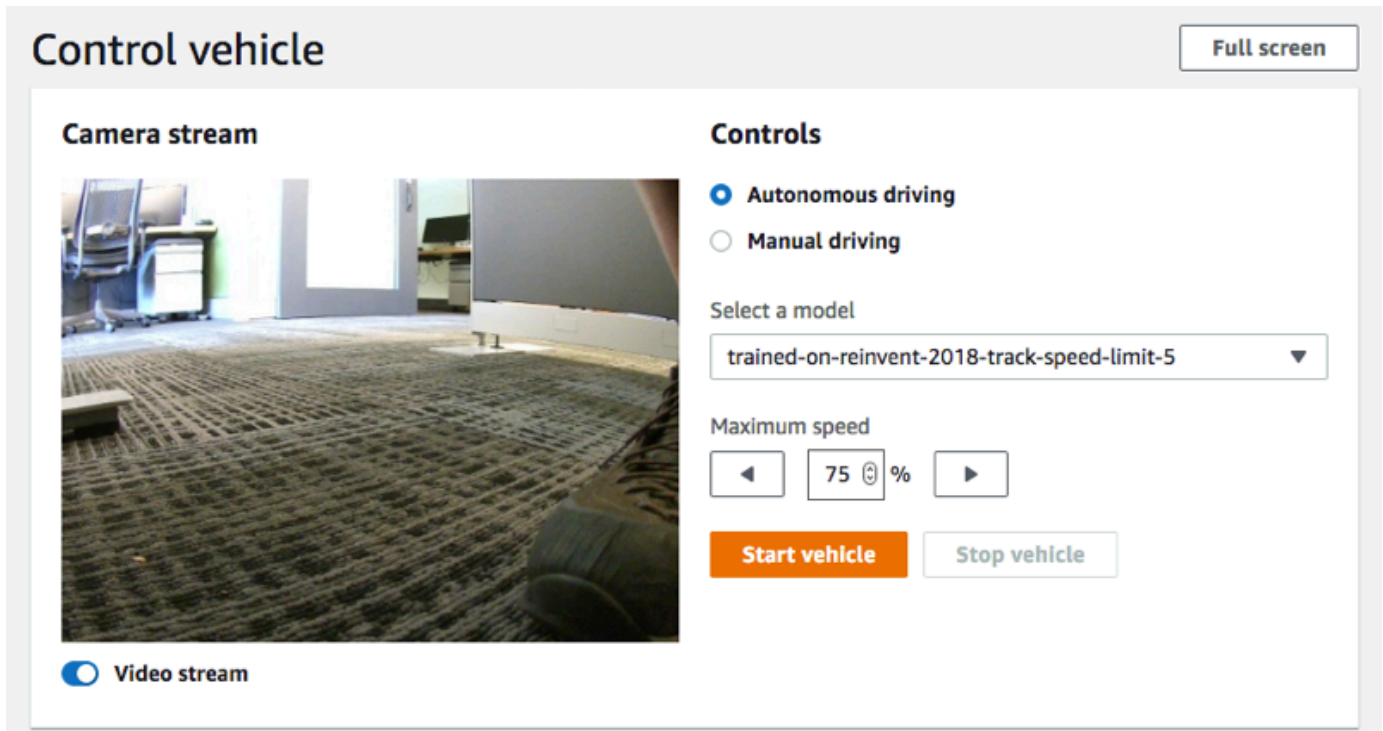 Control vehicle
Full screen
Camera stream
Controls
Autonomous driving
Manual driving
Select a model
trained-on-reinvent-2018-track-speed-limit-5
Maximum speed
75 %
Start vehicle
Stop vehicle
Video stream